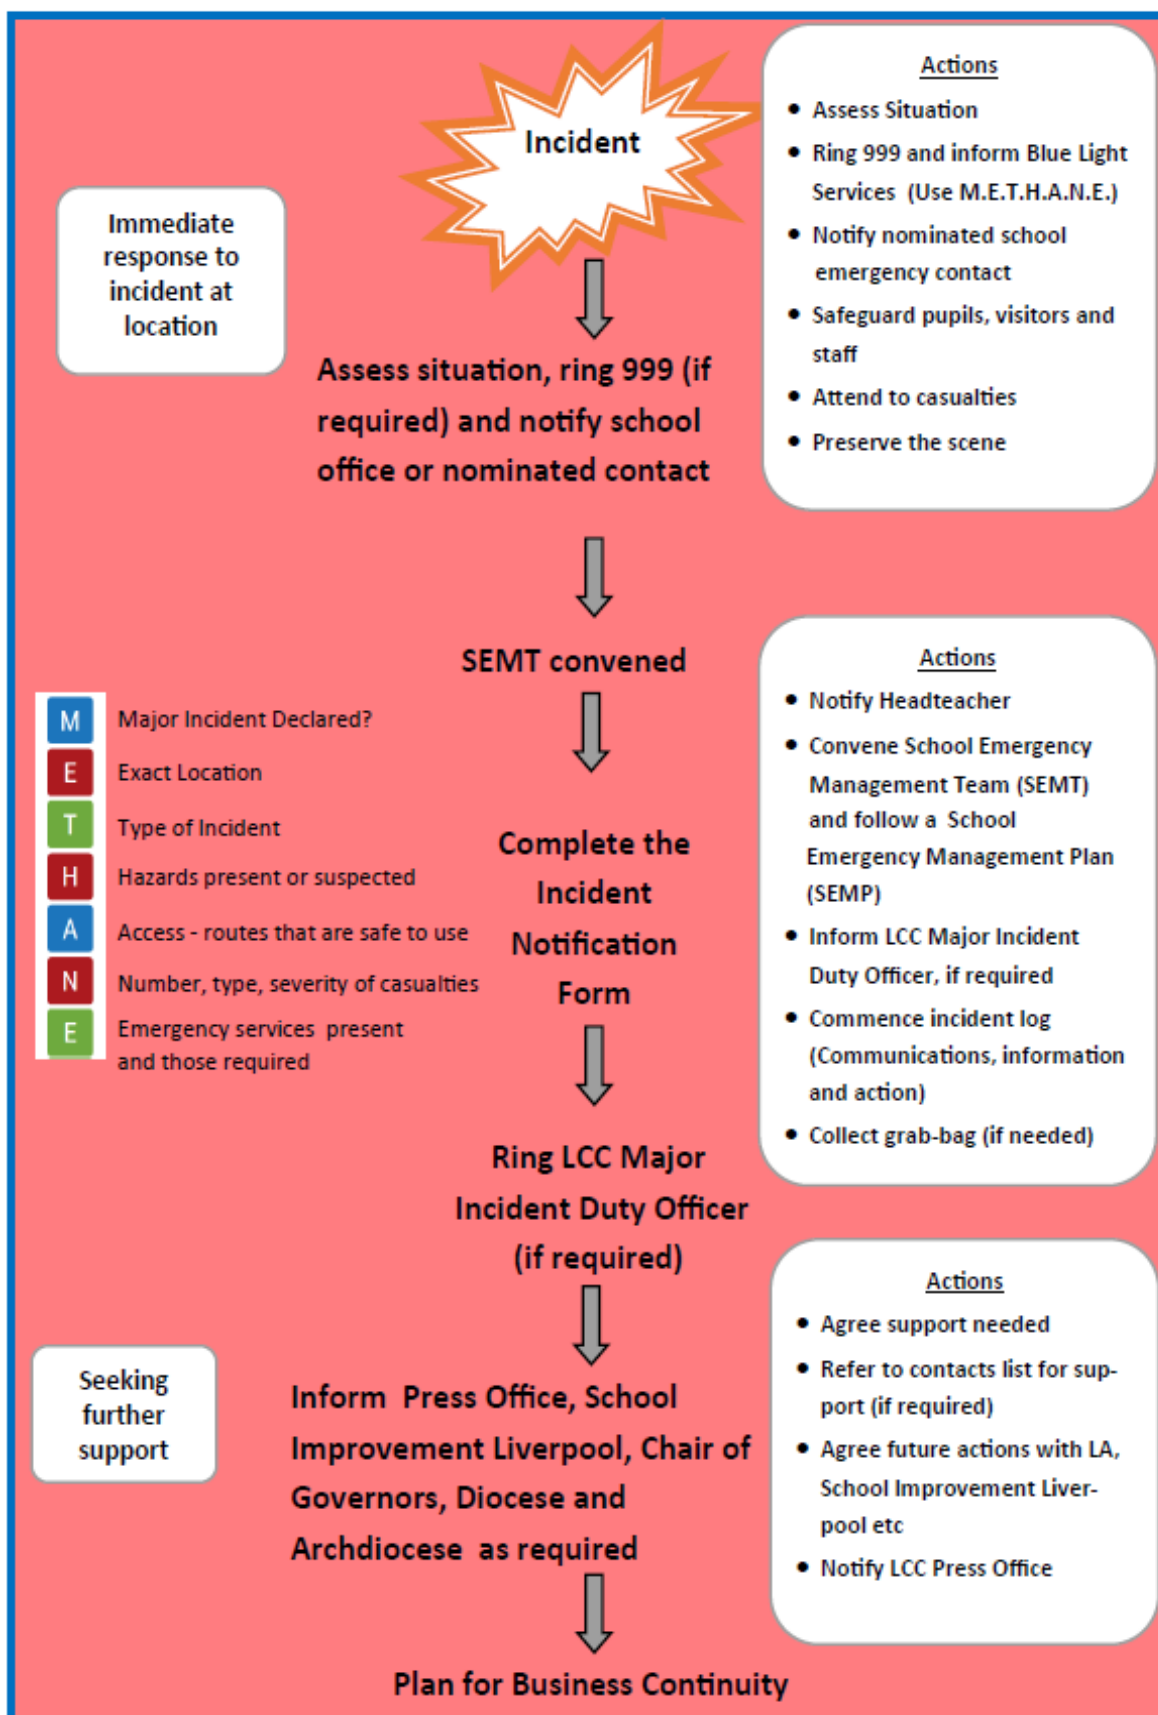 Incident
Actions
• Assess Situation
• Ring 999 and inform Blue Light
Services (Use M.E.T.H.A.N.E.)
• Notify nominated school
emergency contact
• Safeguard pupils, visitors and
staff
• Attend to casualties
• Preserve the scene
Immediate
response to
incident at
location
Assess situation, ring 999 (if
required) and notify school
office or nominated contact
SEMT convened
Actions
• Notify Headteacher
• Convene School Emergency
Management Team (SEMT)
and follow a School
Emergency Management Plan
(SEMP)
• Inform LCC Major Incident
Duty Officer, if required
• Commence incident log
(Communications, information
and action)
• Collect grab-bag (if needed)
M Major Incident Declared?
E Exact Location
T Type of Incident
H Hazards present or suspected
A Access - routes that are safe to use
N Number, type, severity of casualties
E Emergency services present
and those required
Complete the
Incident
Notification
Form
Ring LCC Major
Incident Duty Officer
(if required)
Actions
• Agree support needed
• Refer to contacts list for sup-
port (if required)
• Agree future actions with LA,
School Improvement Liver-
pool etc
• Notify LCC Press Office
Seeking
further
support
Inform Press Office, School
Improvement Liverpool, Chair of
Governors, Diocese and
Archdiocese as required
Plan for Business Continuity